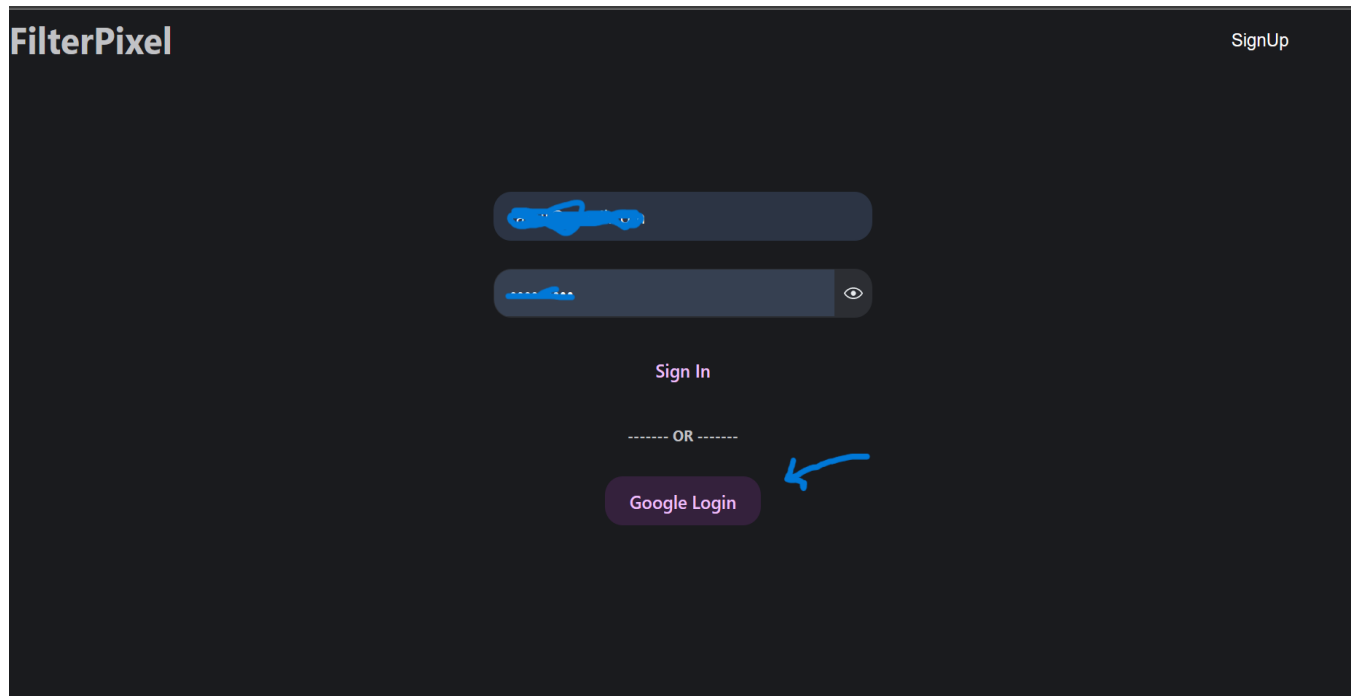 FilterPixel
SignUp
Sign In
------- OR -------
Google Login